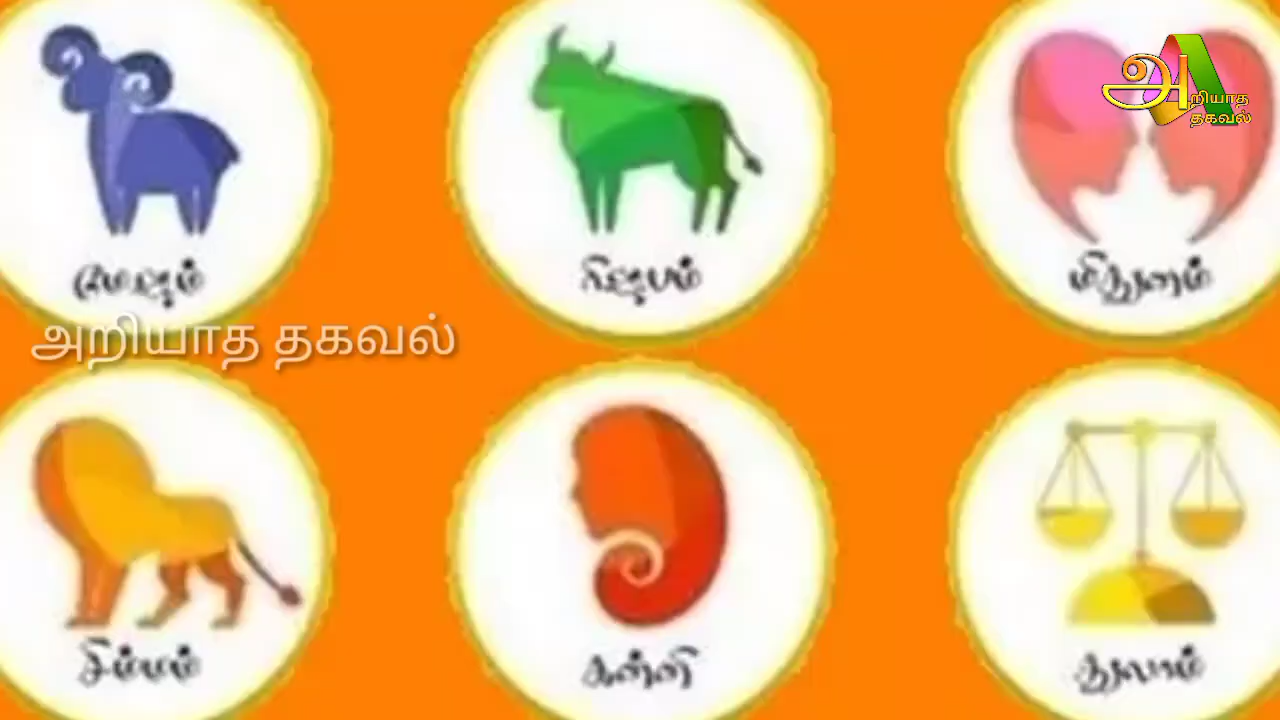 அறியாத
தகவல்
மேஷம்
ரிஷபம்
மிதுனம்
அறியாத தகவல்
சிம்மம்
கன்னி
துலாம்